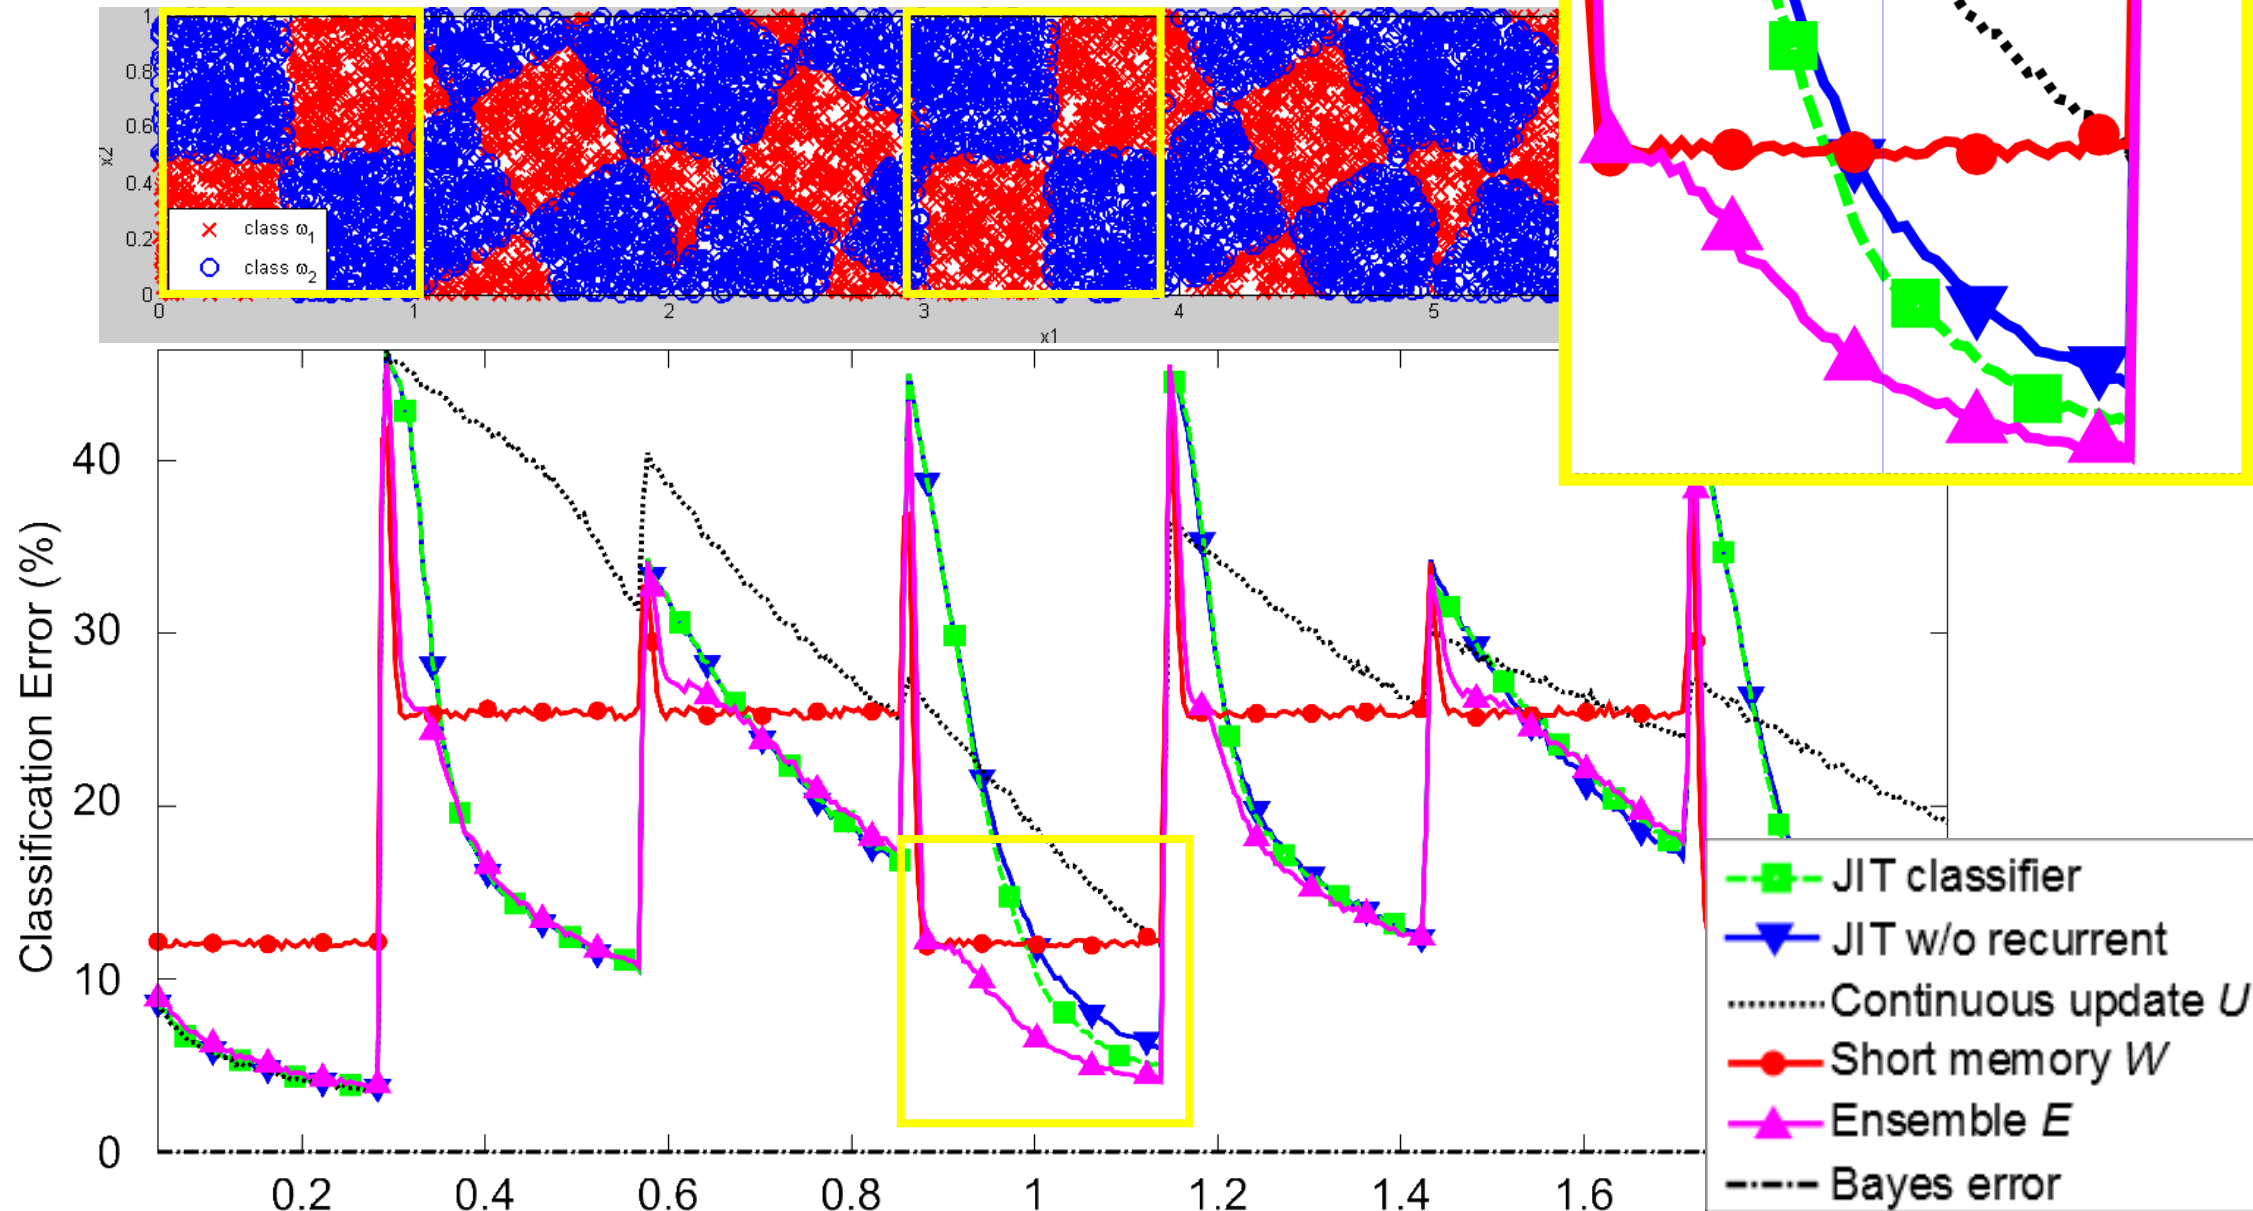 1
0.8
0.6
0.4
0.2
0
x2
class ω1
class ω2
0 1 2 3 4 5
x1
40
30
20
10
0
Classification Error (%)
0.2 0.4 0.6 0.8 1 1.2 1.4 1.6
JIT classifier
JIT w/o recurrent
Continuous update U
Short memory W
Ensemble E
Bayes error